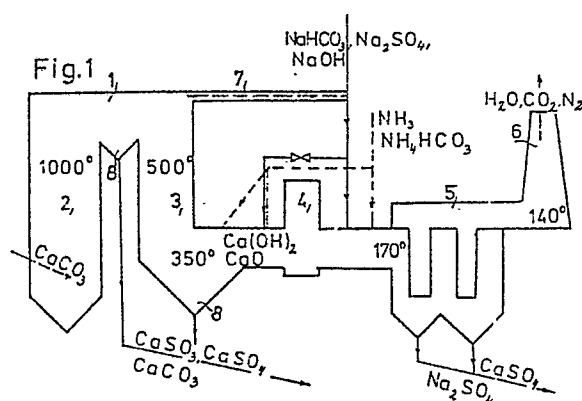 Fig.1
NaHCO3, Na2SO4,
NaOH
1,
7,
H2O,CO2,N2
6
NH3
NH4HCO3
1000°
8
500°
2,
3,
4,
5,
140°
CaCO3
Ca(OH)2
CaO
350°
170°
8
CaSO3, CaSO4
CaCO3
CaSO4
Na2SO4